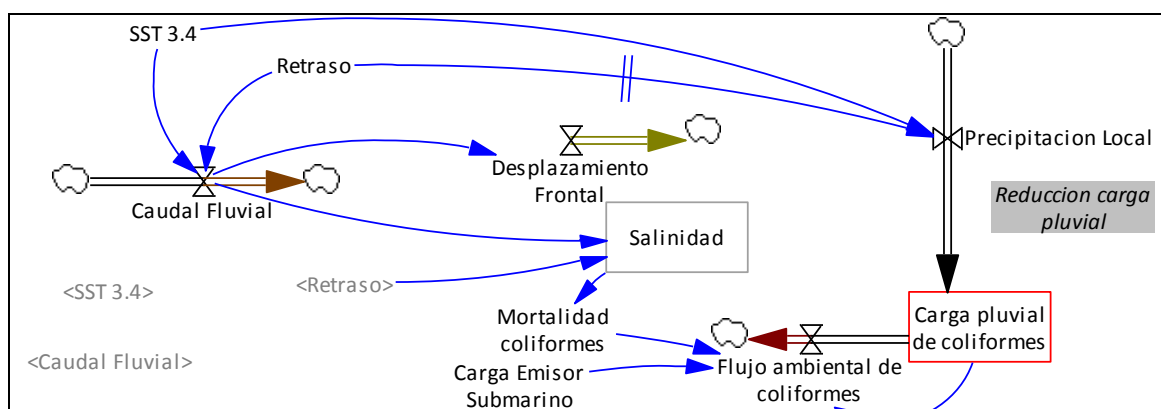 SST 3.4
Retraso
Precipitacion Local
Desplazamiento
Frontal
Caudal Fluvial
Reduccion carga
pluvial
Salinidad
<SST 3.4>
<Retraso>
Mortalidad
coliformes
Carga pluvial
de coliformes
<Caudal Fluvial>
Carga Emisor
Submarino
Flujo ambiental de
coliformes